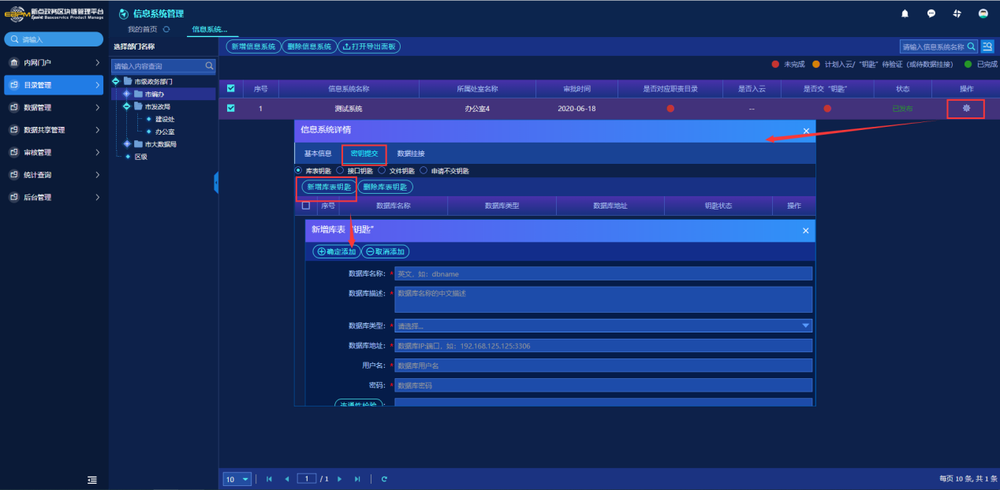 新点政务区块链管理平台
Epoint Baseservice Product Manage
请输入
内网门户
目录管理
数据管理
数据共享管理
审核管理
统计查询
后台管理
信息系统管理
我的首页
信息系统...
选择部门名称
请输入内容查询
市级政务部门
市编办
市发改局
建设处
办公室
市大数据局
区级
新增信息系统 删除信息系统 打开导出面板
请输入信息系统名称
未完成 计划入云/“钥匙”待验证（或待数据挂接） 已完成
序号 信息系统名称 所属处室名称 审批时间 是否对应职责目录 是否入云 是否交“钥匙” 状态 操作
1 测试系统 办公室4 2020-06-18 -- 已发布
信息系统详情
基本信息 密钥提交 数据挂接
库表钥匙 接口钥匙 文件钥匙 申请不交钥匙
新增库表钥匙 删除库表钥匙
序号 数据库名称 数据库类型 数据库地址 钥匙状态 操作
新增库表“钥匙”
确定添加 取消添加
数据库名称: * 英文，如：dbname
数据库描述: * 数据库名称的中文描述
数据库类型: * 请选择...
数据库地址: * 数据库IP:端口，如：192.168.125.125:3306
用户名: * 数据库用户名
密码: * 数据库密码
连通性检验:
10 1 / 1
每页 10 条, 共 1 条